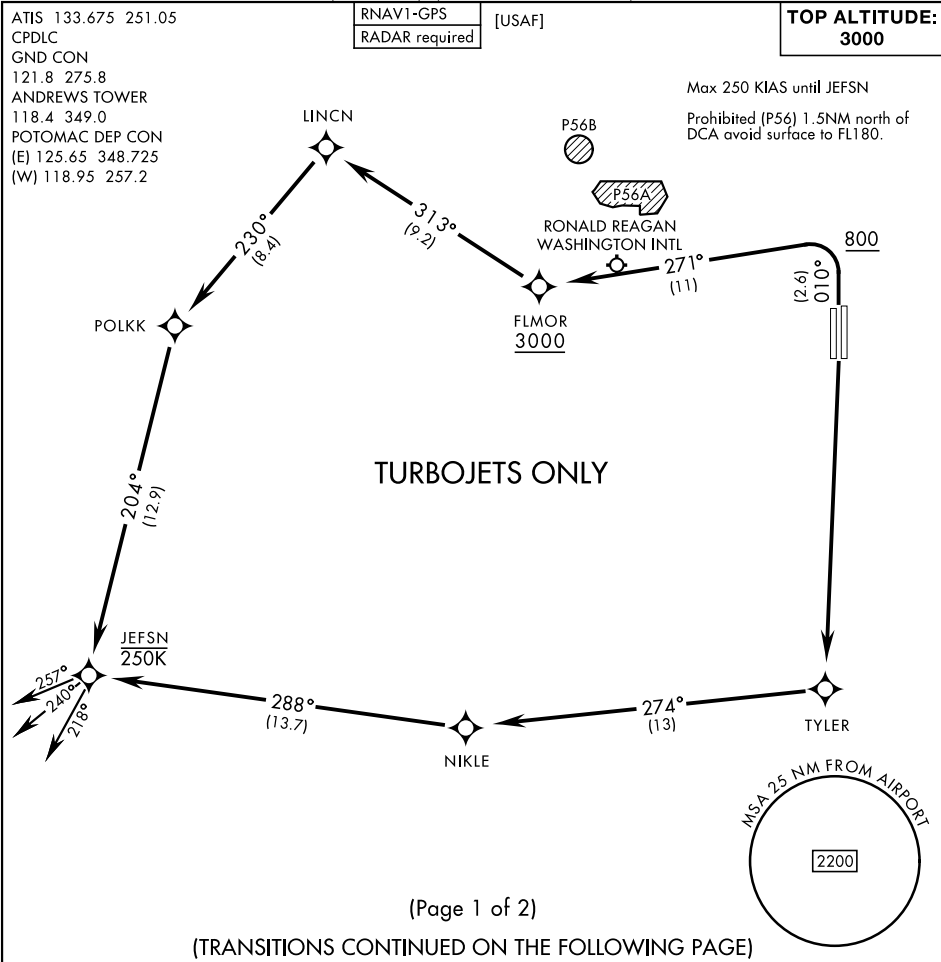 ATIS 133.675 251.05
CPDLC
GND CON
121.8 275.8
ANDREWS TOWER
118.4 349.0
POTOMAC DEP CON
(E) 125.65 348.725
(W) 118.95 257.2
RNAV1-GPS
RADAR required
[USAF]
TOP ALTITUDE:
3000
Max 250 KIAS until JEFSN
Prohibited (P56) 1.5NM north of
DCA avoid surface to FL180.
LINCN
P56B
P56A
313°
(9.2)
RONALD REAGAN
WASHINGTON INTL
800
230°
(8.4)
271°
(11)
010°
(2.6)
POLKK
FLMOR
3000
TURBOJETS ONLY
204°
(12.9)
JEFSN
250K
257°
240°
218°
288°
(13.7)
274°
(13)
NIKLE
TYLER
MSA 25 NM FROM AIRPORT
2200
(Page 1 of 2)
(TRANSITIONS CONTINUED ON THE FOLLOWING PAGE)